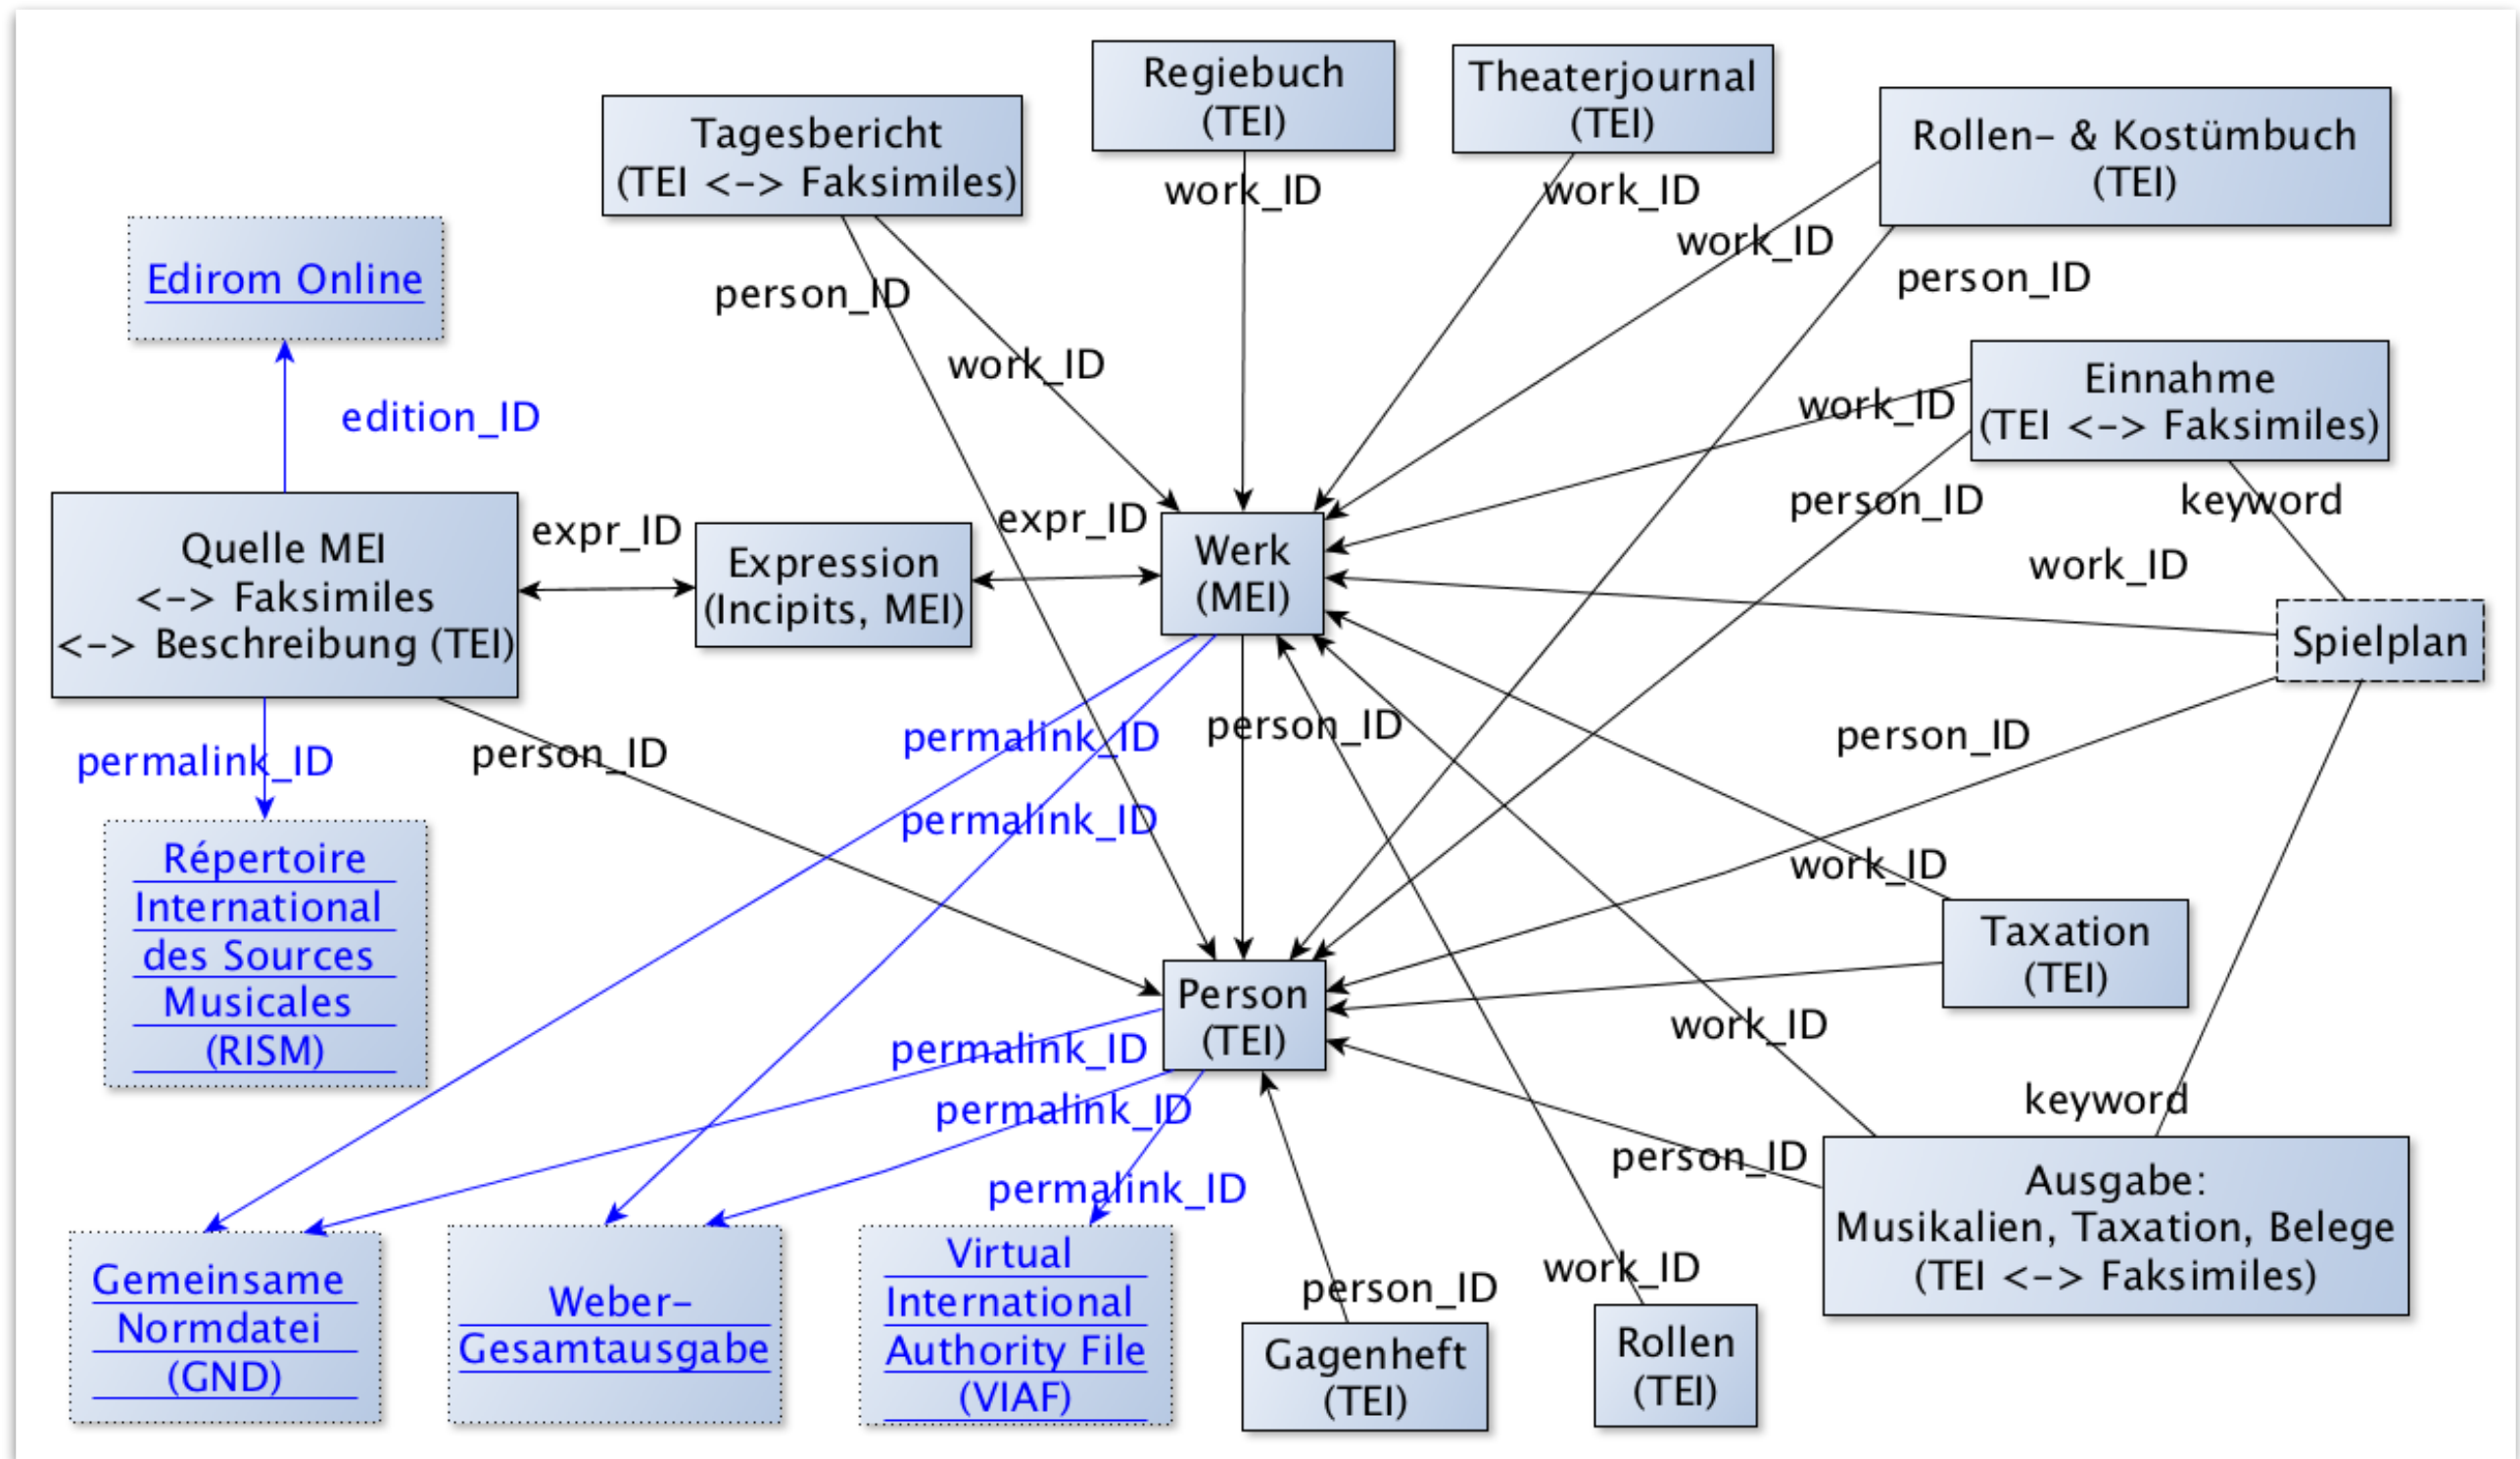 Regiebuch
(TEI)
Theaterjournal
(TEI)
Tagesbericht
(TEI <-> Faksimiles)
Rollen- & Kostümbuch
(TEI)
work_ID
work_ID
work_ID
person_ID
person_ID
work_ID
Edirom Online
edition_ID
Einnahme
(TEI <-> Faksimiles)
work_ID
person_ID
keyword
Quelle MEI
<-> Faksimiles
<-> Beschreibung (TEI)
expr_ID
Expression
(Incipits, MEI)
expr_ID
Werk
(MEI)
work_ID
Spielplan
permalink_ID
person_ID
permalink_ID
permalink_ID
person_ID
person_ID
work_ID
Répertoire
International
des Sources
Musicales
(RISM)
Taxation
(TEI)
Person
(TEI)
permalink_ID
permalink_ID
permalink_ID
work_ID
keyword
person_ID
Ausgabe:
Musikalien, Taxation, Belege
(TEI <-> Faksimiles)
person_ID
work_ID
Gemeinsame
Normdatei
(GND)
Weber-
Gesamtausgabe
Virtual
International
Authority File
(VIAF)
Gagenheft
(TEI)
Rollen
(TEI)